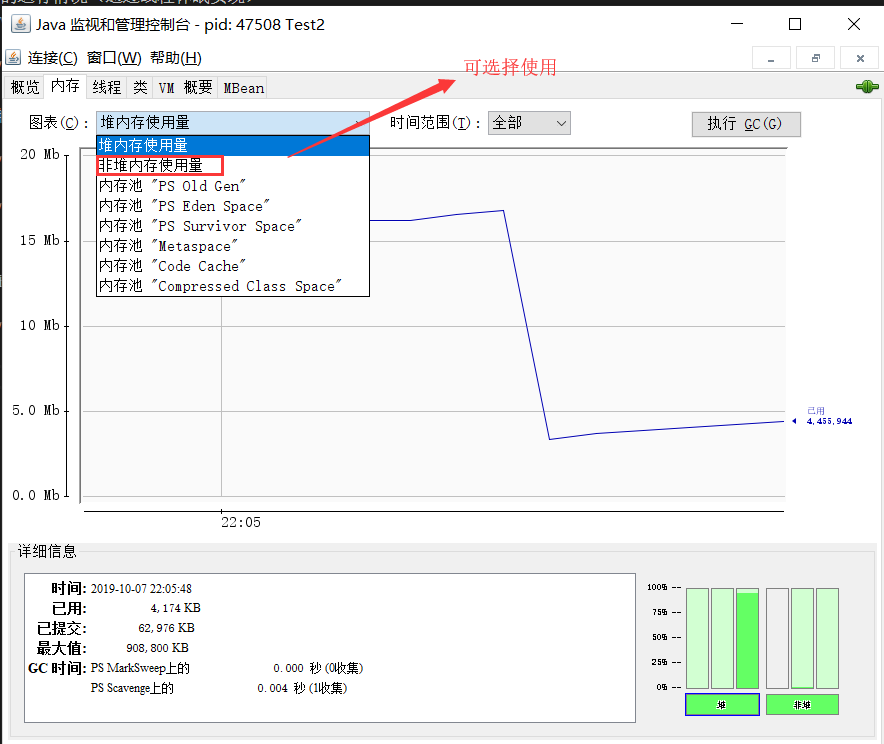 Java 监视和管理控制台 - pid: 47508 Test2
连接(C) 窗口(W) 帮助(H)
可选择使用
概览 内存 线程 类 VM 概要 MBean
图表(C): 堆内存使用量 时间范围(T): 全部 执行 GC(G)
堆内存使用量
非堆内存使用量
内存池 "PS Old Gen"
内存池 "PS Eden Space"
内存池 "PS Survivor Space"
内存池 "Metaspace"
内存池 "Code Cache"
内存池 "Compressed Class Space"
20 Mb
15 Mb
10 Mb
5.0 Mb
0.0 Mb
已用
4,455,944
22:05
详细信息
时间: 2019-10-07 22:05:48
已用: 4,174 KB
已提交: 62,976 KB
最大值: 908,800 KB
GC 时间: PS MarkSweep上的 0.000 秒 (0收集)
PS Scavenge上的 0.004 秒 (1收集)
100%
75%
50%
25%
0%
堆 非堆